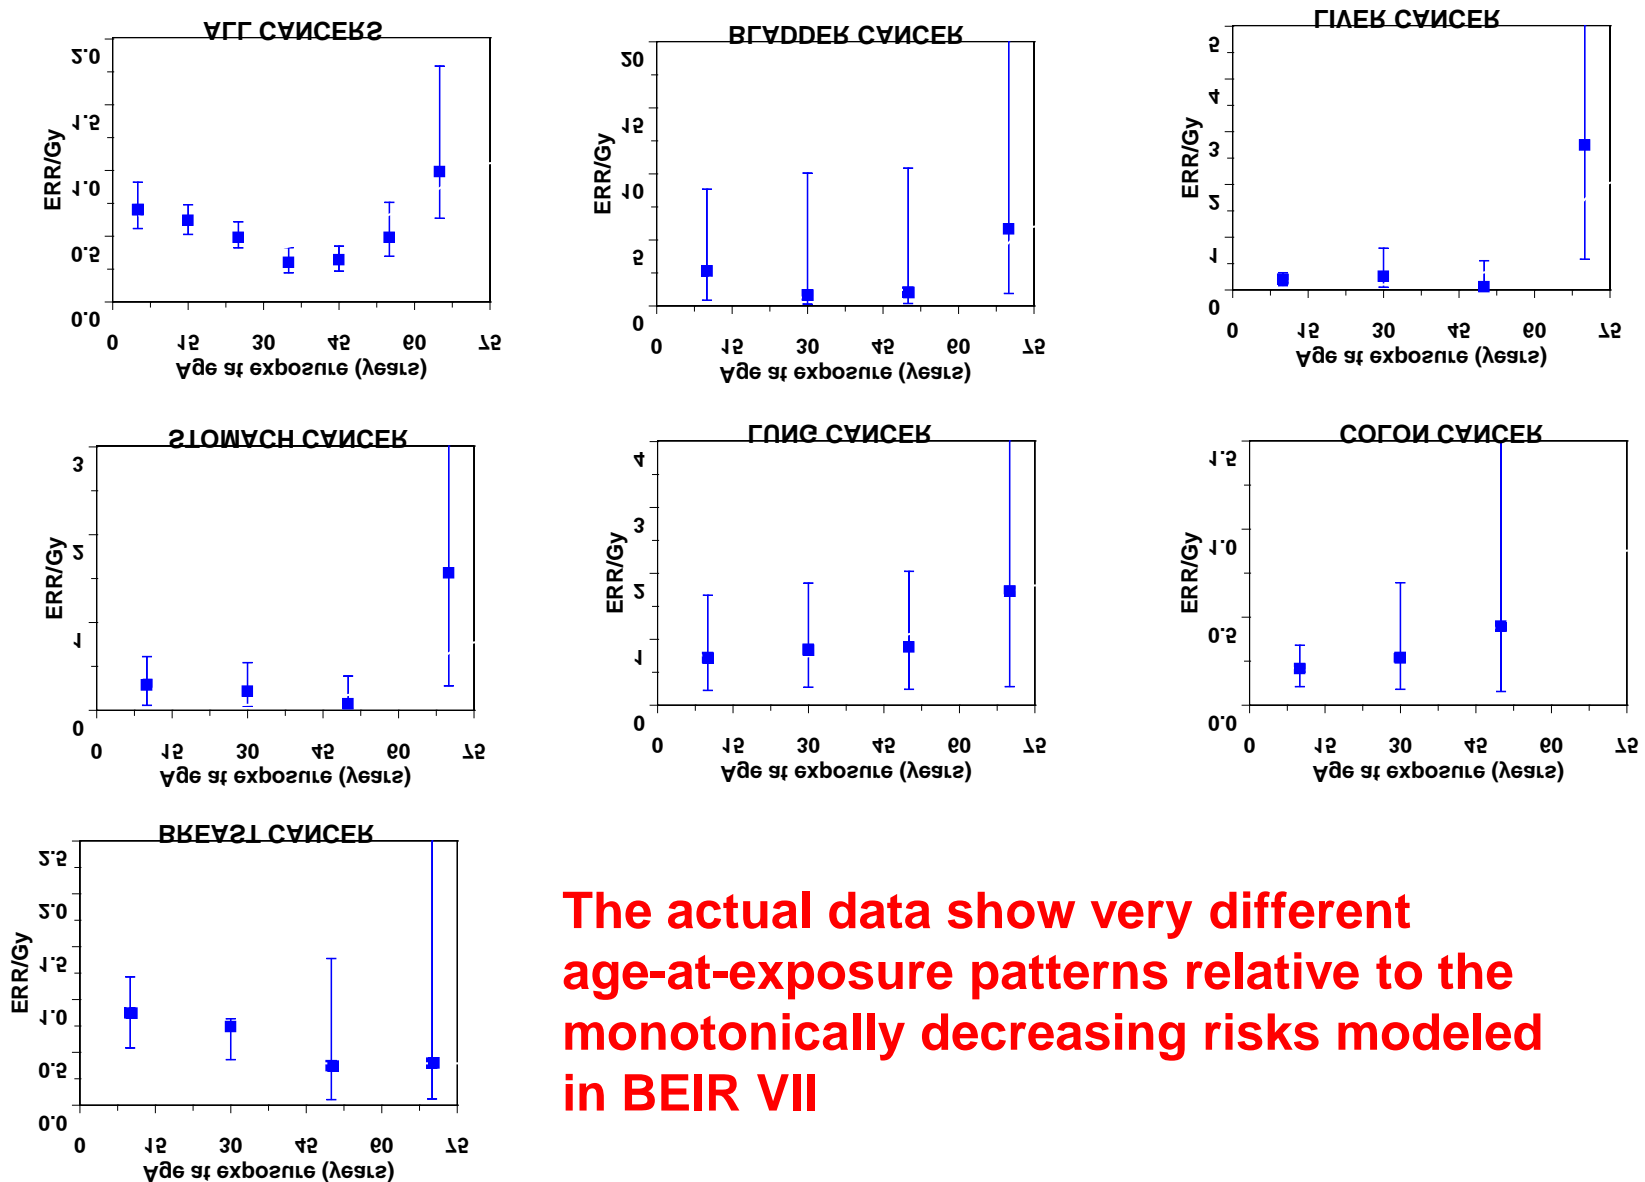 ALL CANCERS
2.0
1.5
1.0
0.5
0.0
ERR/Gy
0 15 30 45 60 75
Age at exposure (years)
BLADDER CANCER
20
15
10
5
0
ERR/Gy
0 15 30 45 60 75
Age at exposure (years)
LIVER CANCER
5
4
3
2
1
0
ERR/Gy
0 15 30 45 60 75
Age at exposure (years)
STOMACH CANCER
3
2
1
0
ERR/Gy
0 15 30 45 60 75
Age at exposure (years)
LUNG CANCER
4
3
2
1
0
ERR/Gy
0 15 30 45 60 75
Age at exposure (years)
COLON CANCER
1.5
1.0
0.5
0.0
ERR/Gy
0 15 30 45 60 75
Age at exposure (years)
BREAST CANCER
2.5
2.0
1.5
1.0
0.5
0.0
ERR/Gy
0 15 30 45 60 75
Age at exposure (years)
The actual data show very different
age-at-exposure patterns relative to the
monotonically decreasing risks modeled
in BEIR VII